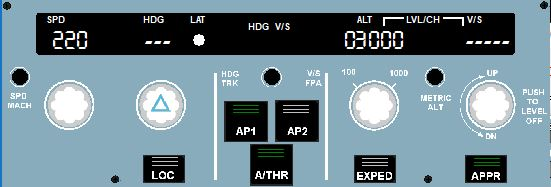 SPD HDG LAT HDG V/S ALT LVL/CH V/S
220 --- 03000 -----
SPD
MACH
HDG
TRK
V/S
FPA
100 1000
METRIC
ALT
UP
DN
PUSH
TO
LEVEL
OFF
AP1 AP2
A/THR
LOC EXPED APPR